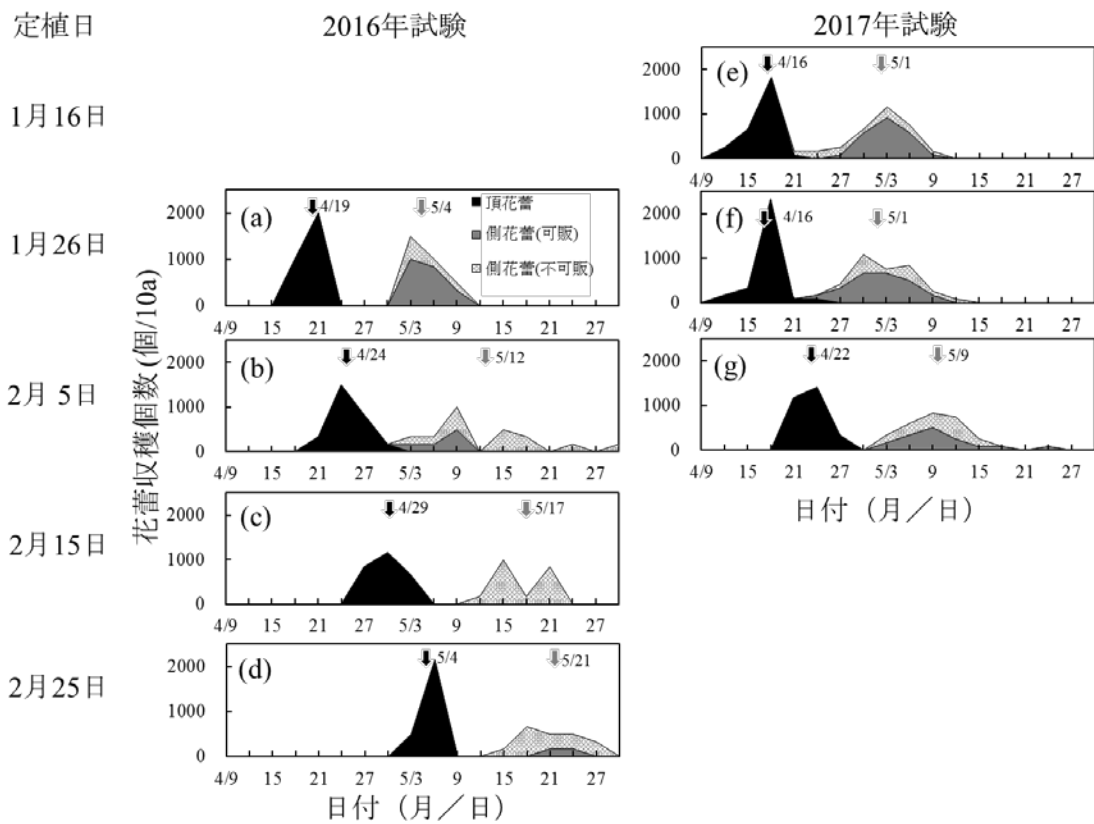 定植日
2016年試験
2017年試験
1月16日
1月26日
2月 5日
2月15日
2月25日
花蕾収穫個数(個/10a)
(a)
4/19
5/4
頂花蕾
側花蕾(可販)
側花蕾(不可販)
2000
1000
0
4/9 15 21 27 5/3 9 15 21 27
(b)
4/24
5/12
2000
1000
0
4/9 15 21 27 5/3 9 15 21 27
(c)
4/29
5/17
2000
1000
0
4/9 15 21 27 5/3 9 15 21 27
(d)
5/4
5/21
2000
1000
0
4/9 15 21 27 5/3 9 15 21 27
日付（月／日）
(e)
4/16
5/1
2000
1000
0
4/9 15 21 27 5/3 9 15 21 27
(f)
4/16
5/1
2000
1000
0
4/9 15 21 27 5/3 9 15 21 27
(g)
4/22
5/9
2000
1000
0
4/9 15 21 27 5/3 9 15 21 27
日付（月／日）